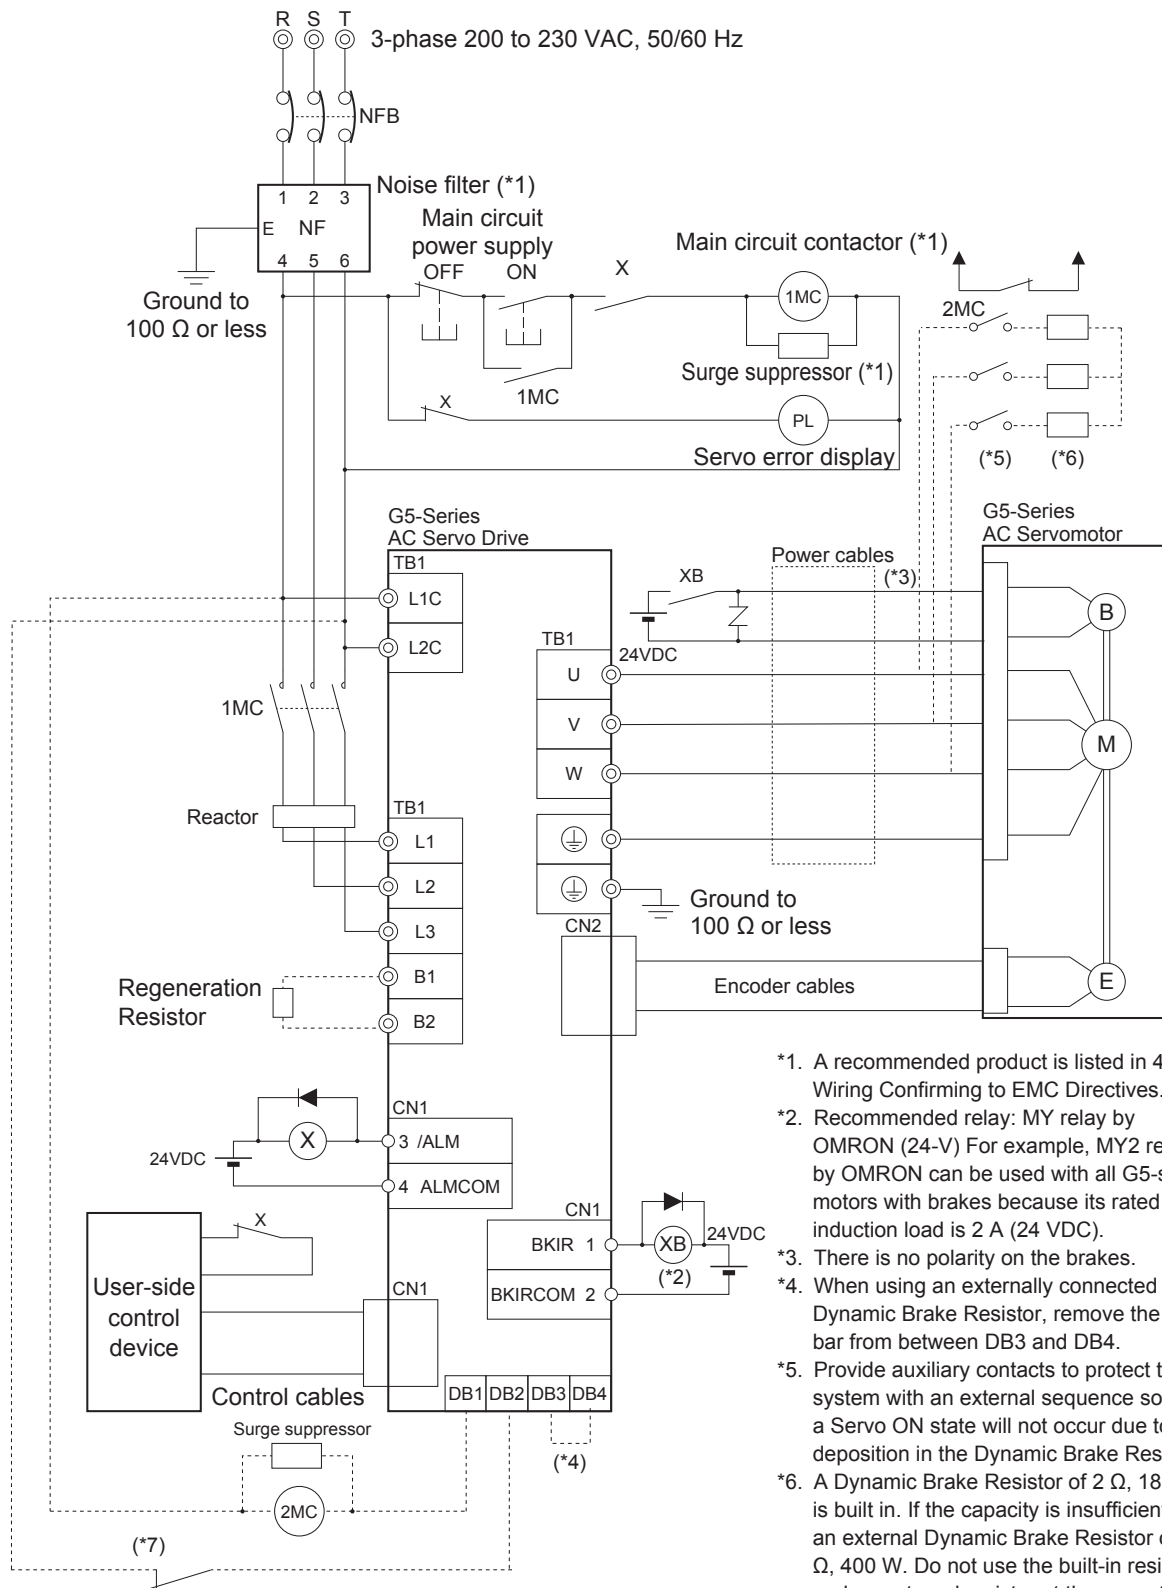 R S T
3-phase 200 to 230 VAC, 50/60 Hz
NFB
Noise filter (*1)
1 2 3
E NF
4 5 6
Ground to
100 Ω or less
Main circuit
power supply
OFF ON X
Main circuit contactor (*1)
1MC
1MC
Surge suppressor (*1)
X
PL
Servo error display
2MC
(*5) (*6)
G5-Series
AC Servo Drive
G5-Series
AC Servomotor
TB1
L1C
L2C
XB
Power cables
(*3)
24VDC
TB1
U
V
W
B
M
E
1MC
Reactor
TB1
L1
L2
L3
B1
B2
Regeneration
Resistor
Ground to
100 Ω or less
CN2
Encoder cables
CN1
X
3 /ALM
24VDC
4 ALMCOM
CN1
BKIR 1
XB
24VDC
(*2)
BKIRCOM 2
X
User-side
control
device
CN1
Control cables
DB1 DB2 DB3 DB4
(*4)
Surge suppressor
2MC
(*7)
*1. A recommended product is listed in
Wiring Confirming to EMC Directives.
*2. Recommended relay: MY relay by
OMRON (24-V) For example, MY2
by OMRON can be used with all
motors with brakes because its rated
induction load is 2 A (24 VDC).
*3. There is no polarity on the brakes.
*4. When using an externally connected
Dynamic Brake Resistor, remove the
bar from between DB3 and DB4.
*5. Provide auxiliary contacts to protect
system with an external sequence
a Servo ON state will not occur due
deposition in the Dynamic Brake
*6. A Dynamic Brake Resistor of 2 Ω,
is built in. If the capacity is
an external Dynamic Brake Resistor
Ω, 400 W. Do not use the built-in